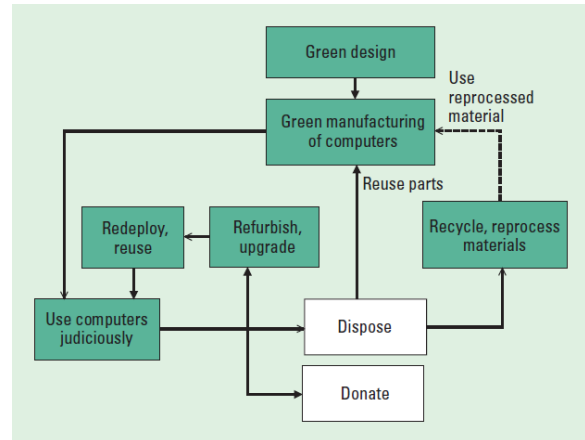 Green design
Use
reprocessed
material
Green manufacturing
of computers
Reuse parts
Redeploy,
reuse
Refurbish,
upgrade
Recycle, reprocess
materials
Use computers
judiciously
Dispose
Donate